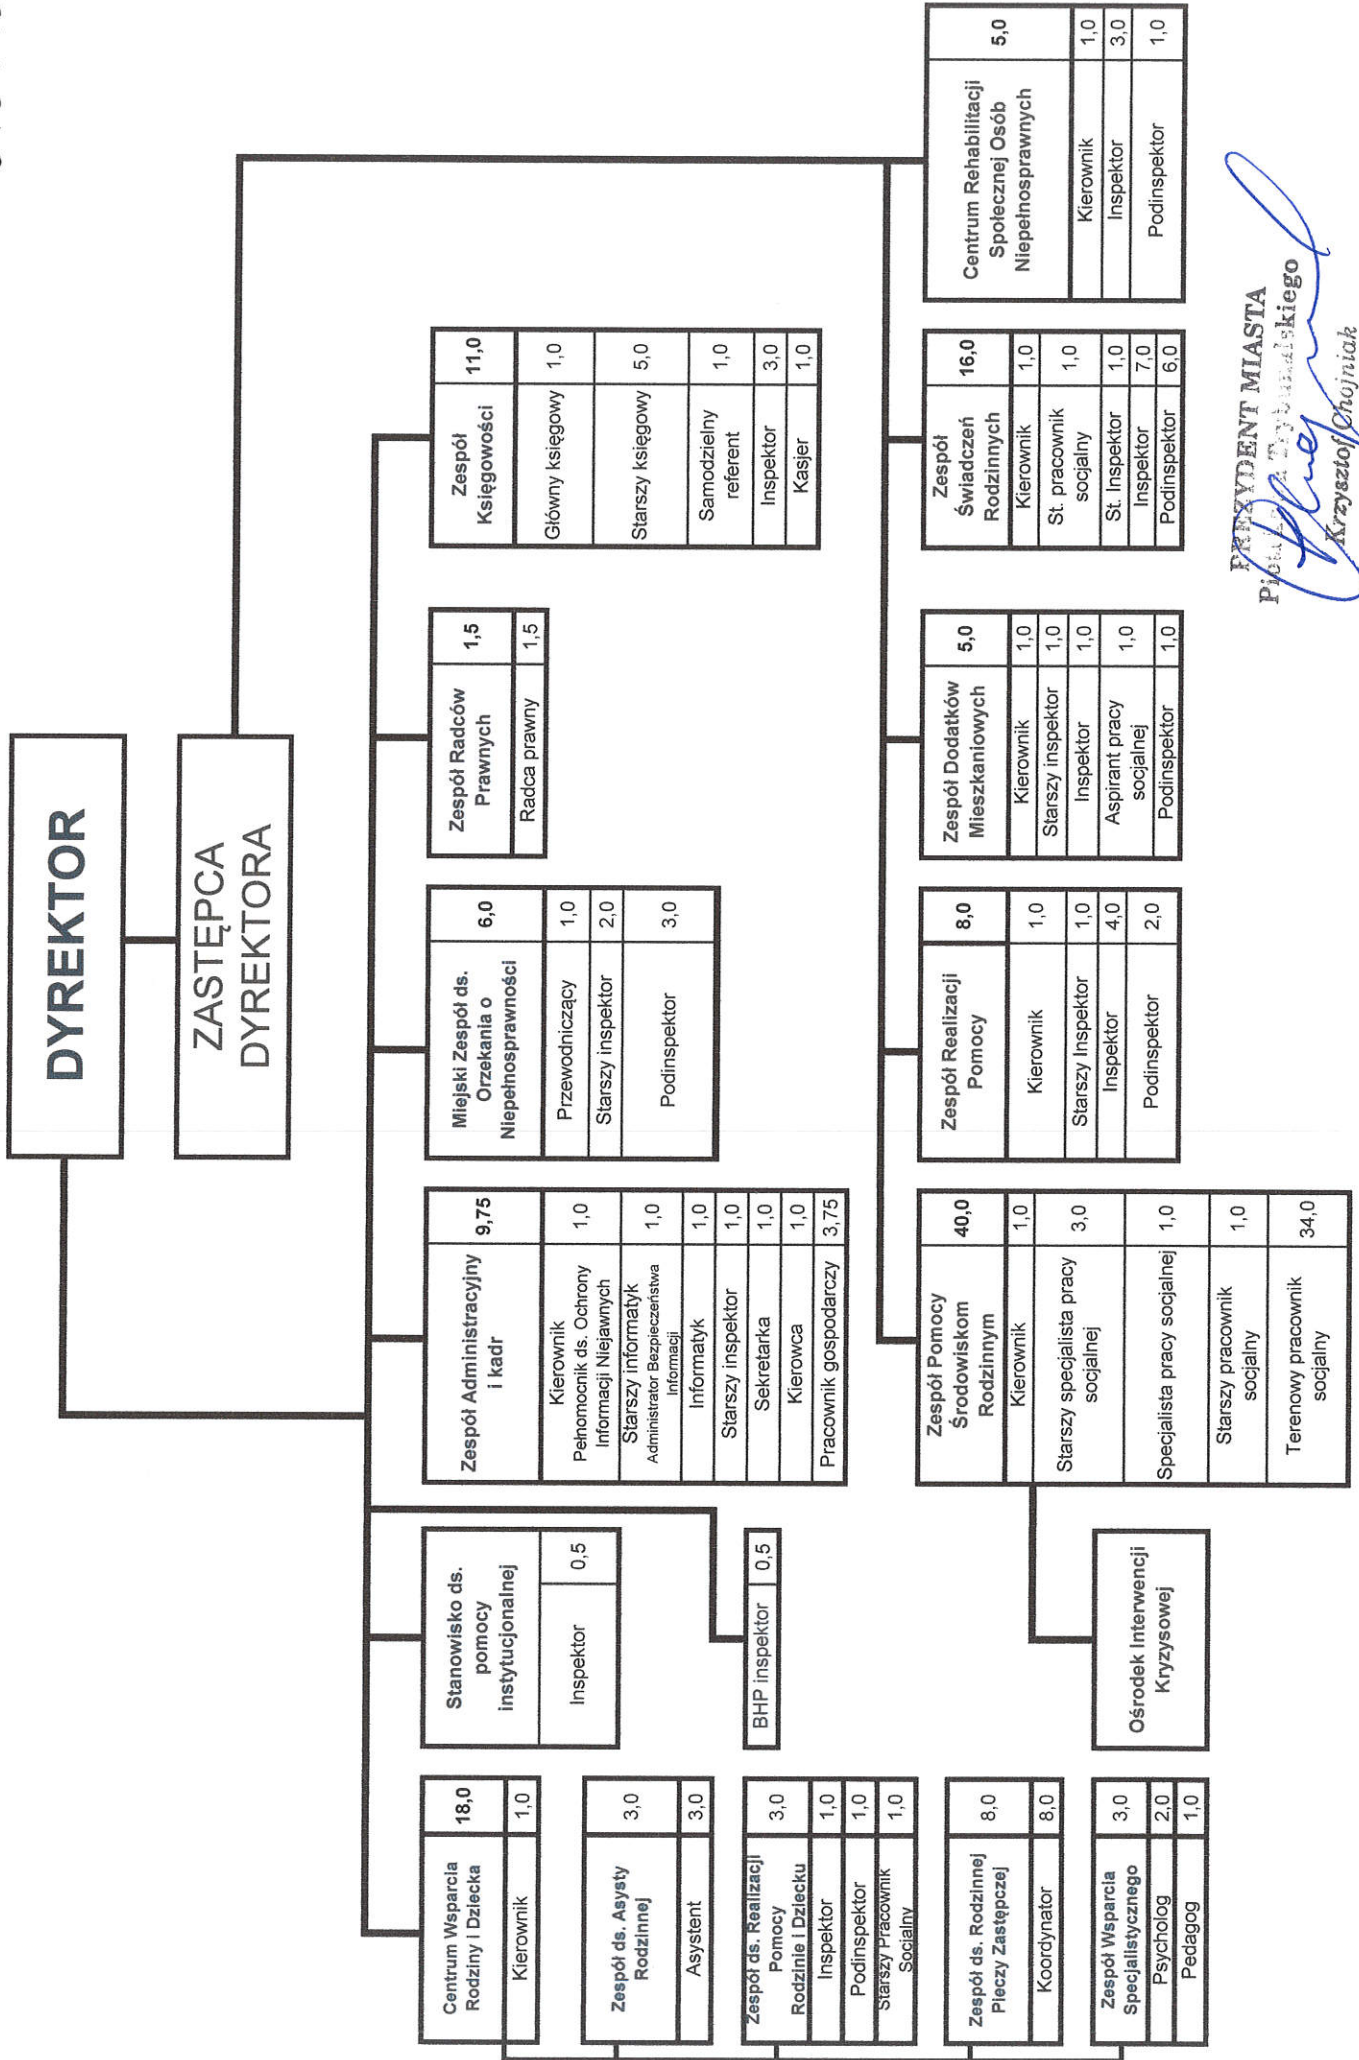 DYREKTOR
ZASTĘPCA
DYREKTORA
Centrum Wsparcia
Rodziny i Dziecka
18,0
Kierownik
1,0
Zespół ds. Asysty
Rodzinnej
3,0
Asystent
3,0
Zespół ds. Realizacji
Pomocy
Rodzinie i Dziecku
3,0
Inspektor
1,0
Podinspektor
1,0
Starszy Pracownik
Socjalny
1,0
Zespół ds. Rodzinnej
Pieczy Zastępczej
8,0
Koordynator
8,0
Zespół Wsparcia
Specjalistycznego
3,0
Psycholog
2,0
Pedagog
1,0
Stanowisko ds.
pomocy
instytucjonalnej
Inspektor
0,5
BHP inspektor
0,5
Zespół Administracyjny
i kadr
9,75
Kierownik
Pełnomocnik ds. Ochrony
Informacji Niejawnych
1,0
Starszy informatyk
Administrator Bezpieczeństwa
Informacji
1,0
Informatyk
1,0
Starszy inspektor
1,0
Sekretarka
1,0
Kierowca
1,0
Pracownik gospodarczy
3,75
Miejski Zespół ds.
Orzekania o
Niepełnosprawności
6,0
Przewodniczący
1,0
Starszy inspektor
2,0
Podinspektor
3,0
Zespół Radców
Prawnych
1,5
Radca prawny
1,5
Zespół
Księgowości
11,0
Główny księgowy
1,0
Starszy księgowy
5,0
Samodzielny
referent
1,0
Inspektor
3,0
Kasjer
1,0
Ośrodek Interwencji
Kryzysowej
Zespół Pomocy
Środowiskom
Rodzinnym
40,0
Kierownik
1,0
Starszy specjalista pracy
socjalnej
3,0
Specjalista pracy socjalnej
1,0
Starszy pracownik
socjalny
1,0
Terenowy pracownik
socjalny
34,0
Zespół Realizacji
Pomocy
8,0
Kierownik
1,0
Starszy Inspektor
1,0
Inspektor
4,0
Podinspektor
2,0
Zespół Dodatków
Mieszkaniowych
5,0
Kierownik
1,0
Starszy inspektor
1,0
Inspektor
1,0
Aspirant pracy
socjalnej
1,0
Podinspektor
1,0
Zespół
Świadczeń
Rodzinnych
16,0
Kierownik
1,0
St. pracownik
socjalny
1,0
St. Inspektor
1,0
Inspektor
7,0
Podinspektor
6,0
Centrum Rehabilitacji
Społecznej Osób
Niepełnosprawnych
5,0
Kierownik
1,0
Inspektor
3,0
Podinspektor
1,0
PREZYDENT MIASTA
Krzysztof Chojniak